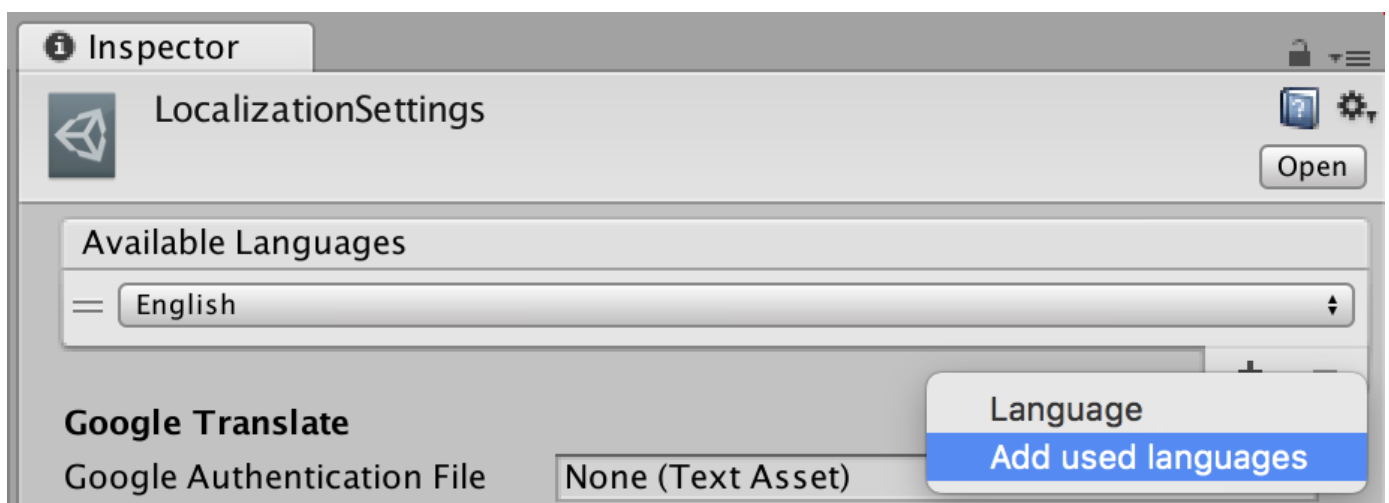 Inspector
LocalizationSettings
Open
Available Languages
English
Language
Add used languages
Google Translate
Google Authentication File None (Text Asset)